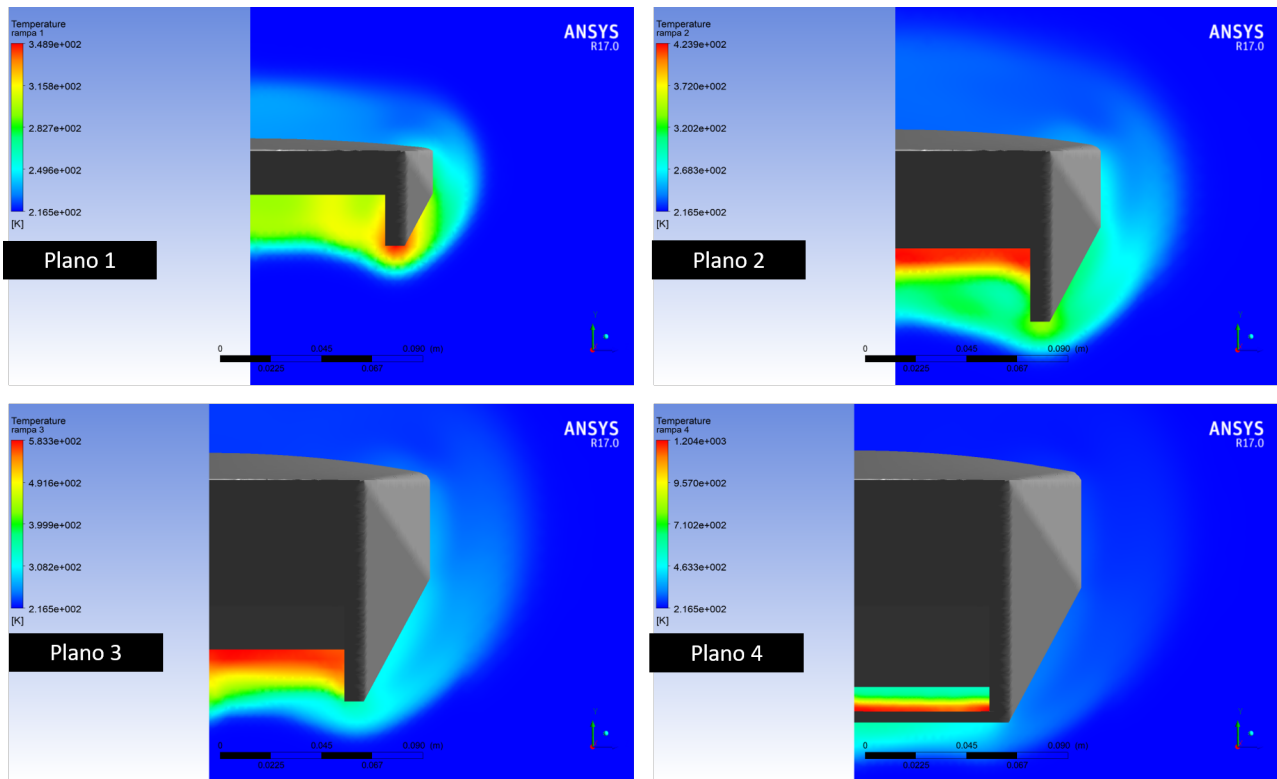 Temperature
rampa 1
3.489e+002
3.158e+002
2.827e+002
2.496e+002
2.165e+002
[K]
ANSYS
R17.0
Plano 1
0
0.045
0.090 (m)
0.0225
0.067
Y
Temperature
rampa 2
4.239e+002
3.720e+002
3.202e+002
2.683e+002
2.165e+002
[K]
ANSYS
R17.0
Plano 2
0
0.045
0.090 (m)
0.0225
0.067
Y
Temperature
rampa 3
5.833e+002
4.916e+002
3.999e+002
3.082e+002
2.165e+002
[K]
ANSYS
R17.0
Plano 3
0
0.045
0.090 (m)
0.0225
0.067
Y
Temperature
rampa 4
1.204e+003
9.570e+002
7.102e+002
4.633e+002
2.165e+002
[K]
ANSYS
R17.0
Plano 4
0
0.045
0.090 (m)
0.0225
0.067
Y